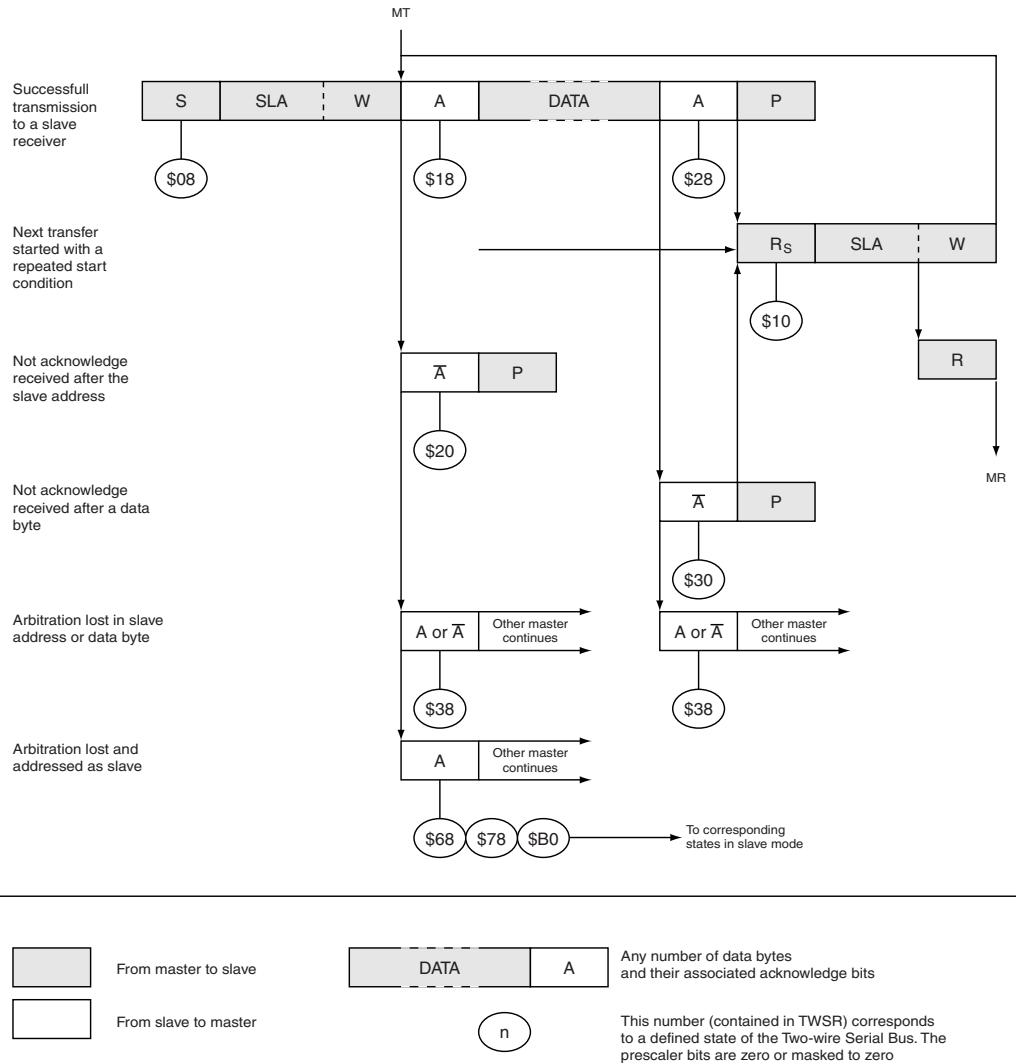 MT
Successfull
transmission
to a slave
receiver
S SLA W A DATA A P
$08 $18 $28
Next transfer
started with a
repeated start
condition
RS SLA W
$10
Not acknowledge
received after the
slave address
A̅ P
R
$20
MR
Not acknowledge
received after a data
byte
A̅ P
$30
Arbitration lost in slave
address or data byte
A or A̅ Other master
continues
A or A̅ Other master
continues
$38 $38
Arbitration lost and
addressed as slave
A Other master
continues
$68 $78 $B0
To corresponding
states in slave mode
From master to slave
DATA A
Any number of data bytes
and their associated acknowledge bits
From slave to master
n
This number (contained in TWSR) corresponds
to a defined state of the Two-wire Serial Bus. The
prescaler bits are zero or masked to zero